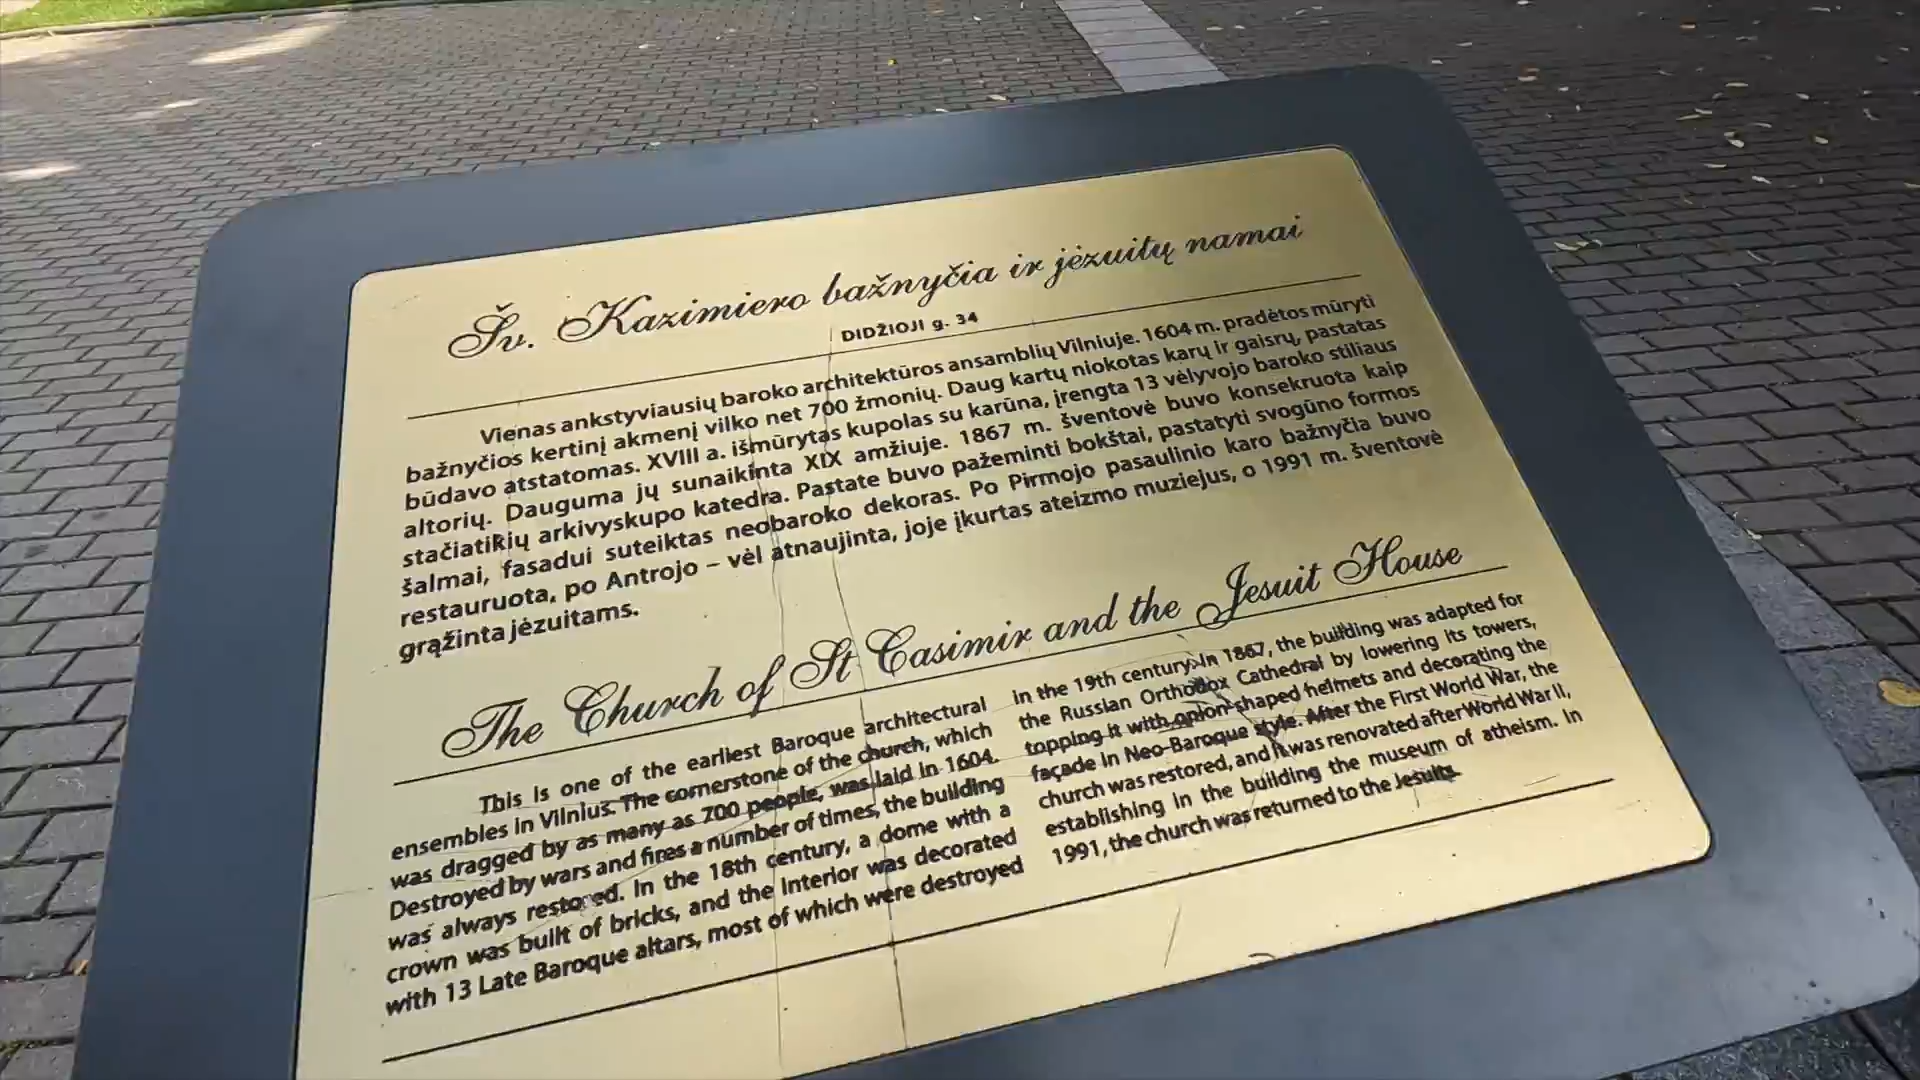 Šv. Kazimiero bažnyčia ir jėzuitų namai
DIDŽIOJI g. 34
Vienas ankstyviausių baroko architektūros ansamblių Vilniuje. 1604 m. pradėtos mūryti
bažnyčios kertinį akmenį vilko net 700 žmonių. Daug kartų niokotas karų ir gaisrų, pastatas
būdavo atstatomas. XVIII a. išmūrytas kupolas su karūna, įrengta 13 vėlyvojo baroko stiliaus
altorių. Dauguma jų sunaikinta XIX amžiuje. 1867 m. šventovė buvo konsekruota kaip
stačiatikių arkivyskupo katedra. Pastate buvo pažeminti bokštai, pastatyti svogūno formos
šalmai, fasadui suteiktas neobaroko dekoras. Po Pirmojo pasaulinio karo bažnyčia buvo
restauruota, po Antrojo – vėl atnaujinta, joje įkurtas ateizmo muziejus, o 1991 m. šventovė
grąžinta jėzuitams.
The Church of St Casimir and the Jesuit House
This is one of the earliest Baroque architectural
ensembles in Vilnius. The cornerstone of the church, which
was dragged by as many as 700 people, was laid in 1604.
Destroyed by wars and fires a number of times, the building
was always restored. In the 18th century, a dome with a
crown was built of bricks, and the interior was decorated
with 13 Late Baroque altars, most of which were destroyed
in the 19th century. In 1867, the building was adapted for
the Russian Orthodox Cathedral by lowering its towers,
topping it with onion-shaped helmets and decorating the
façade in Neo-Baroque style. After the First World War, the
church was restored, and it was renovated after World War II,
establishing in the building the museum of atheism. In
1991, the church was returned to the Jesuits.